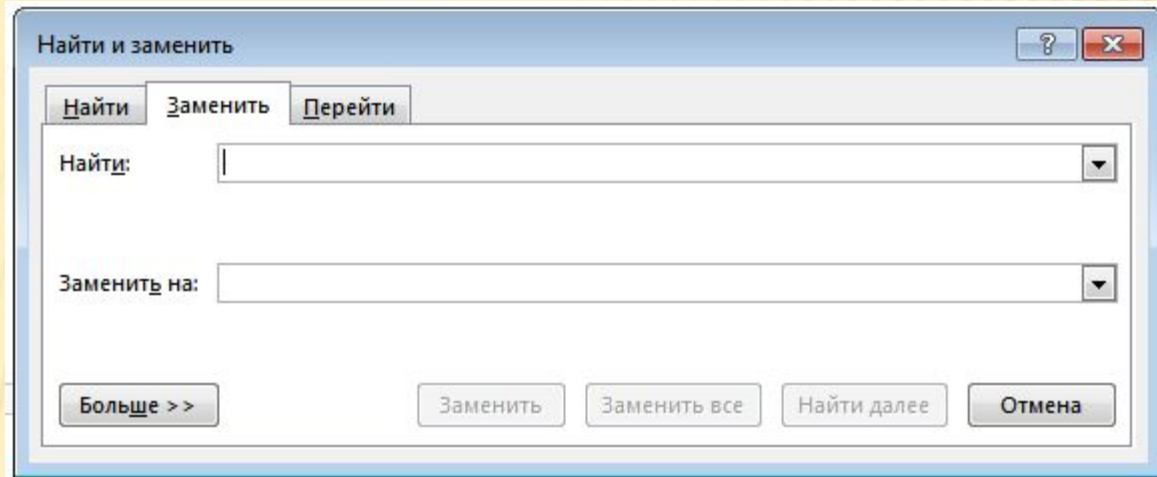 Найти и заменить
Найти Заменить Перейти
Найти:
Заменить на:
Больше >> Заменить Заменить все Найти далее Отмена